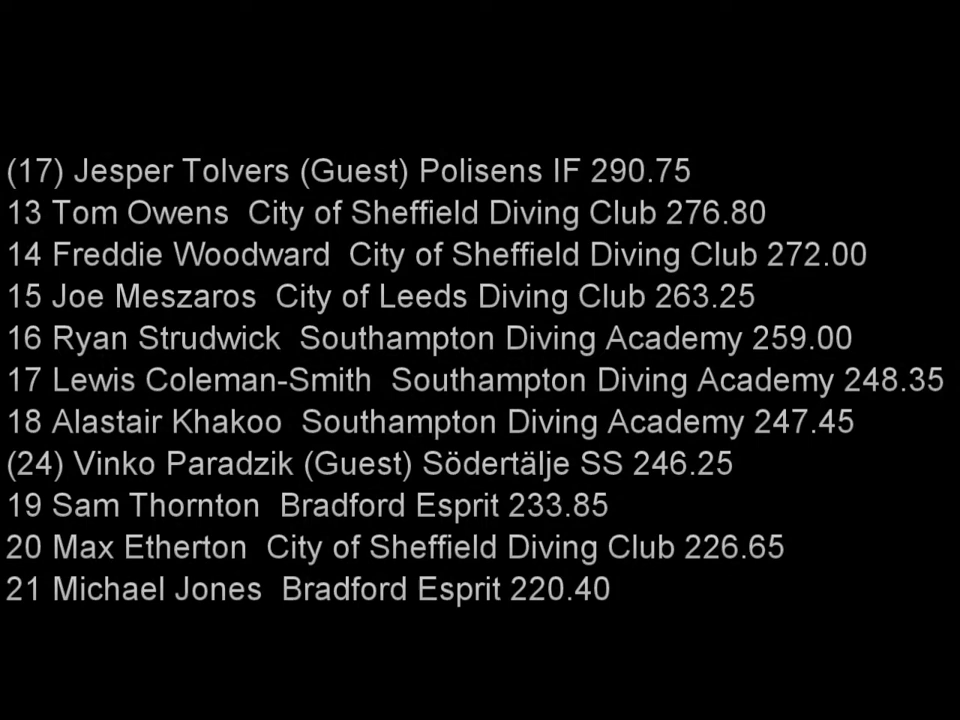 (17) Jesper Tolvers (Guest) Polisens IF 290.75
13 Tom Owens  City of Sheffield Diving Club 276.80
14 Freddie Woodward  City of Sheffield Diving Club 272.00
15 Joe Meszaros  City of Leeds Diving Club 263.25
16 Ryan Strudwick  Southampton Diving Academy 259.00
17 Lewis Coleman-Smith  Southampton Diving Academy 248.35
18 Alastair Khakoo  Southampton Diving Academy 247.45
(24) Vinko Paradzik (Guest) Södertälje SS 246.25
19 Sam Thornton  Bradford Esprit 233.85
20 Max Etherton  City of Sheffield Diving Club 226.65
21 Michael Jones  Bradford Esprit 220.40